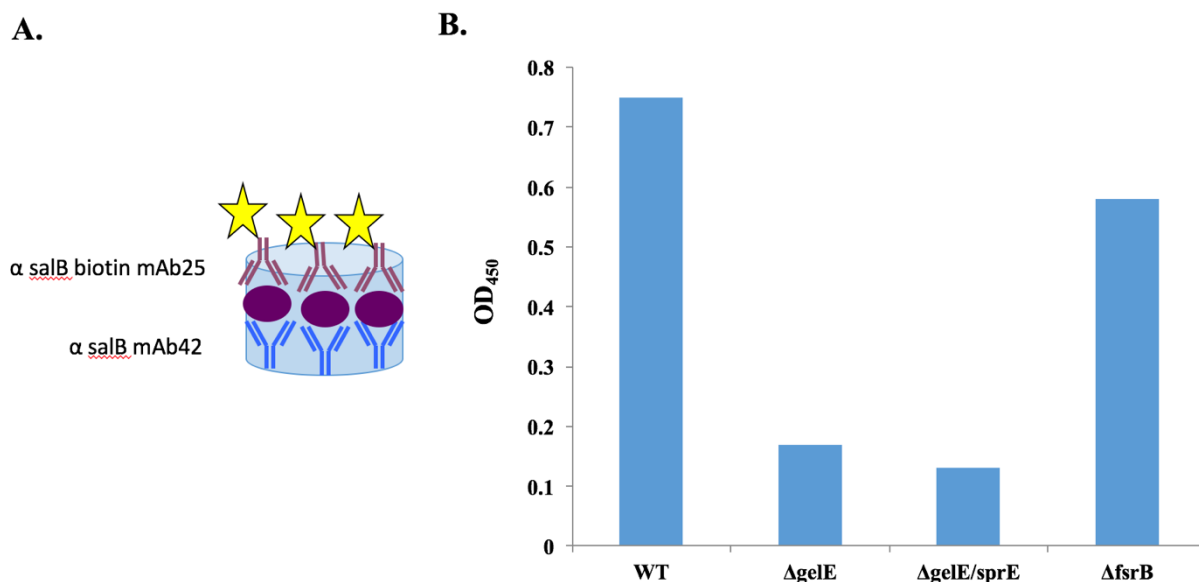 A.
α salB biotin mAb25
α salB mAb42
B.
0.8
0.7
0.6
0.5
0.4
0.3
0.2
0.1
0
OD450
WT
ΔgelE
ΔgelE/sprE
ΔfsrB